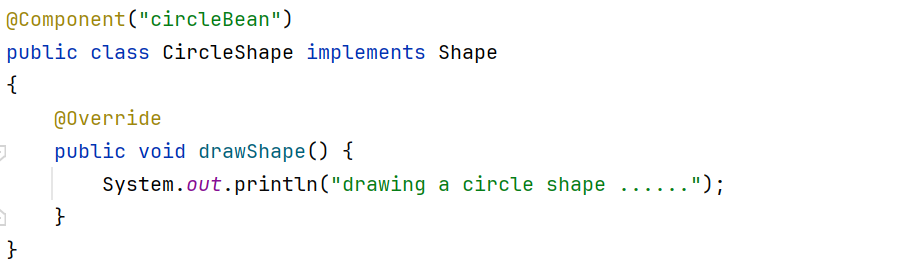 @Component("circleBean")
public class CircleShape implements Shape
{
    @Override
    public void drawShape() {
        System.out.println("drawing a circle shape ......");
    }
}